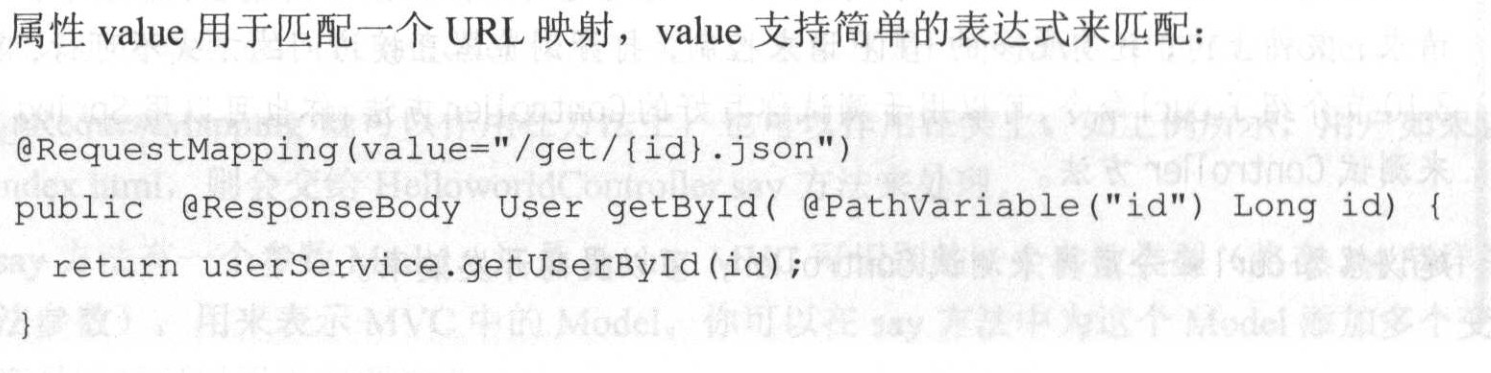 属性 value 用于匹配一个 URL 映射，value 支持简单的表达式来匹配：
@RequestMapping(value="/get/{id}.json")
public @ResponseBody User getById( @PathVariable("id") Long id) {
return userService.getUserById(id);
}